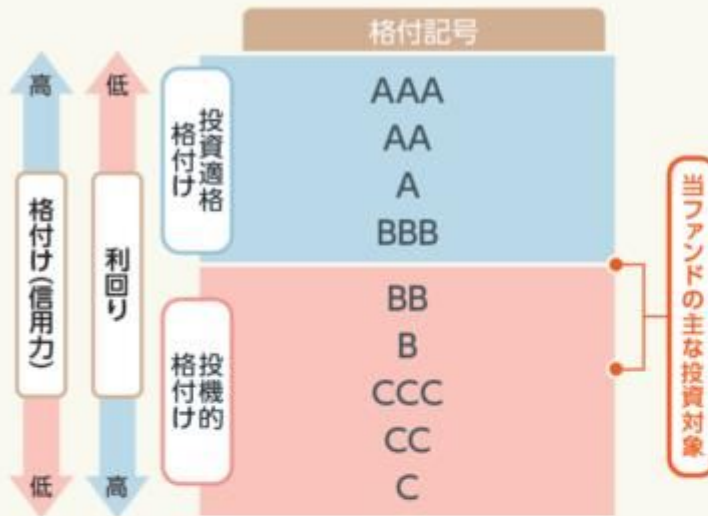 格付記号
高
低
格付け(信用力)
利回り
低
高
投資適格
格付け
AAA
AA
A
BBB
投機的
格付け
BB
B
CCC
CC
C
当ファンドの主な投資対象